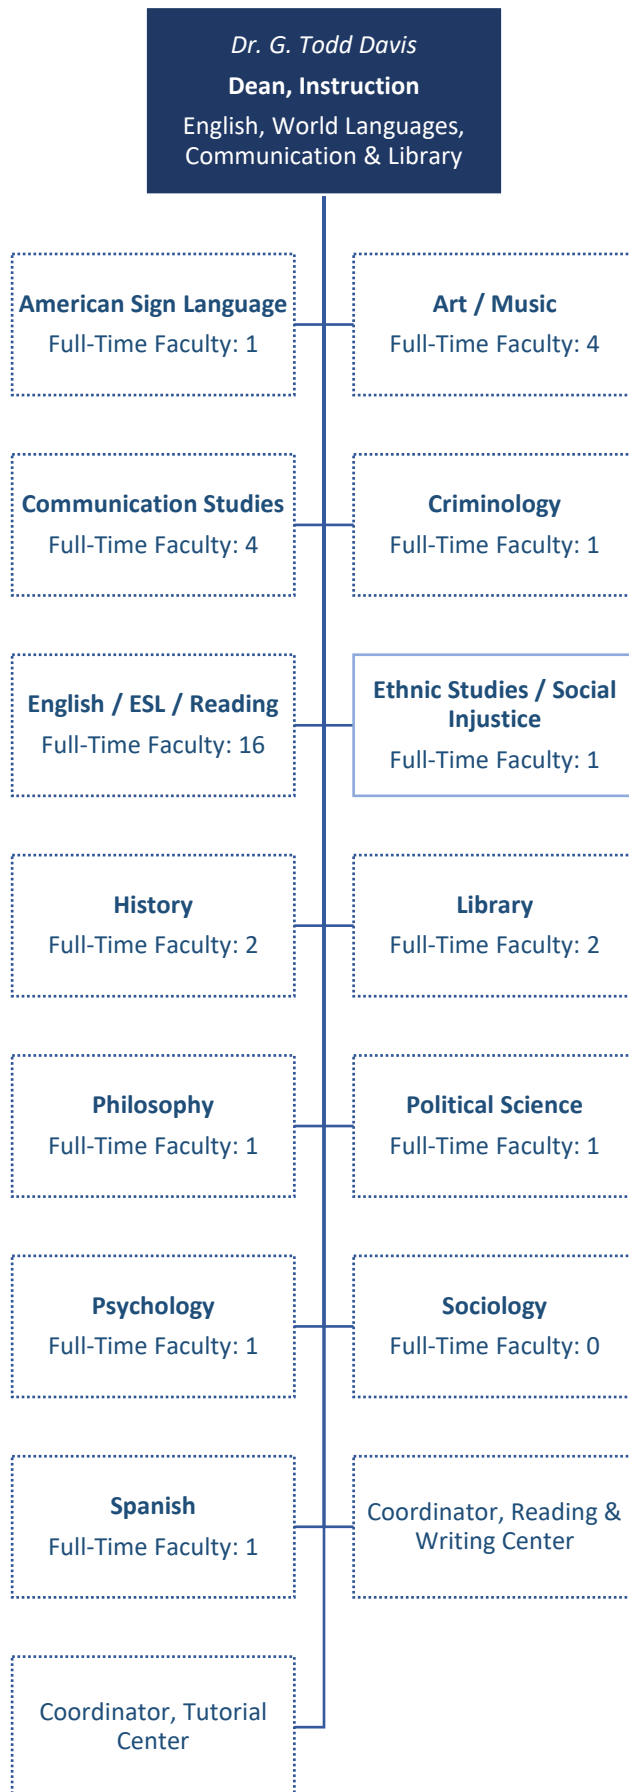 Dr. G. Todd Davis
Dean, Instruction
English, World Languages,
Communication & Library
American Sign Language
Full-Time Faculty: 1
Art / Music
Full-Time Faculty: 4
Communication Studies
Full-Time Faculty: 4
Criminology
Full-Time Faculty: 1
English / ESL / Reading
Full-Time Faculty: 16
Ethnic Studies / Social
Injustice
Full-Time Faculty: 1
History
Full-Time Faculty: 2
Library
Full-Time Faculty: 2
Philosophy
Full-Time Faculty: 1
Political Science
Full-Time Faculty: 1
Psychology
Full-Time Faculty: 1
Sociology
Full-Time Faculty: 0
Spanish
Full-Time Faculty: 1
Coordinator, Reading &
Writing Center
Coordinator, Tutorial
Center